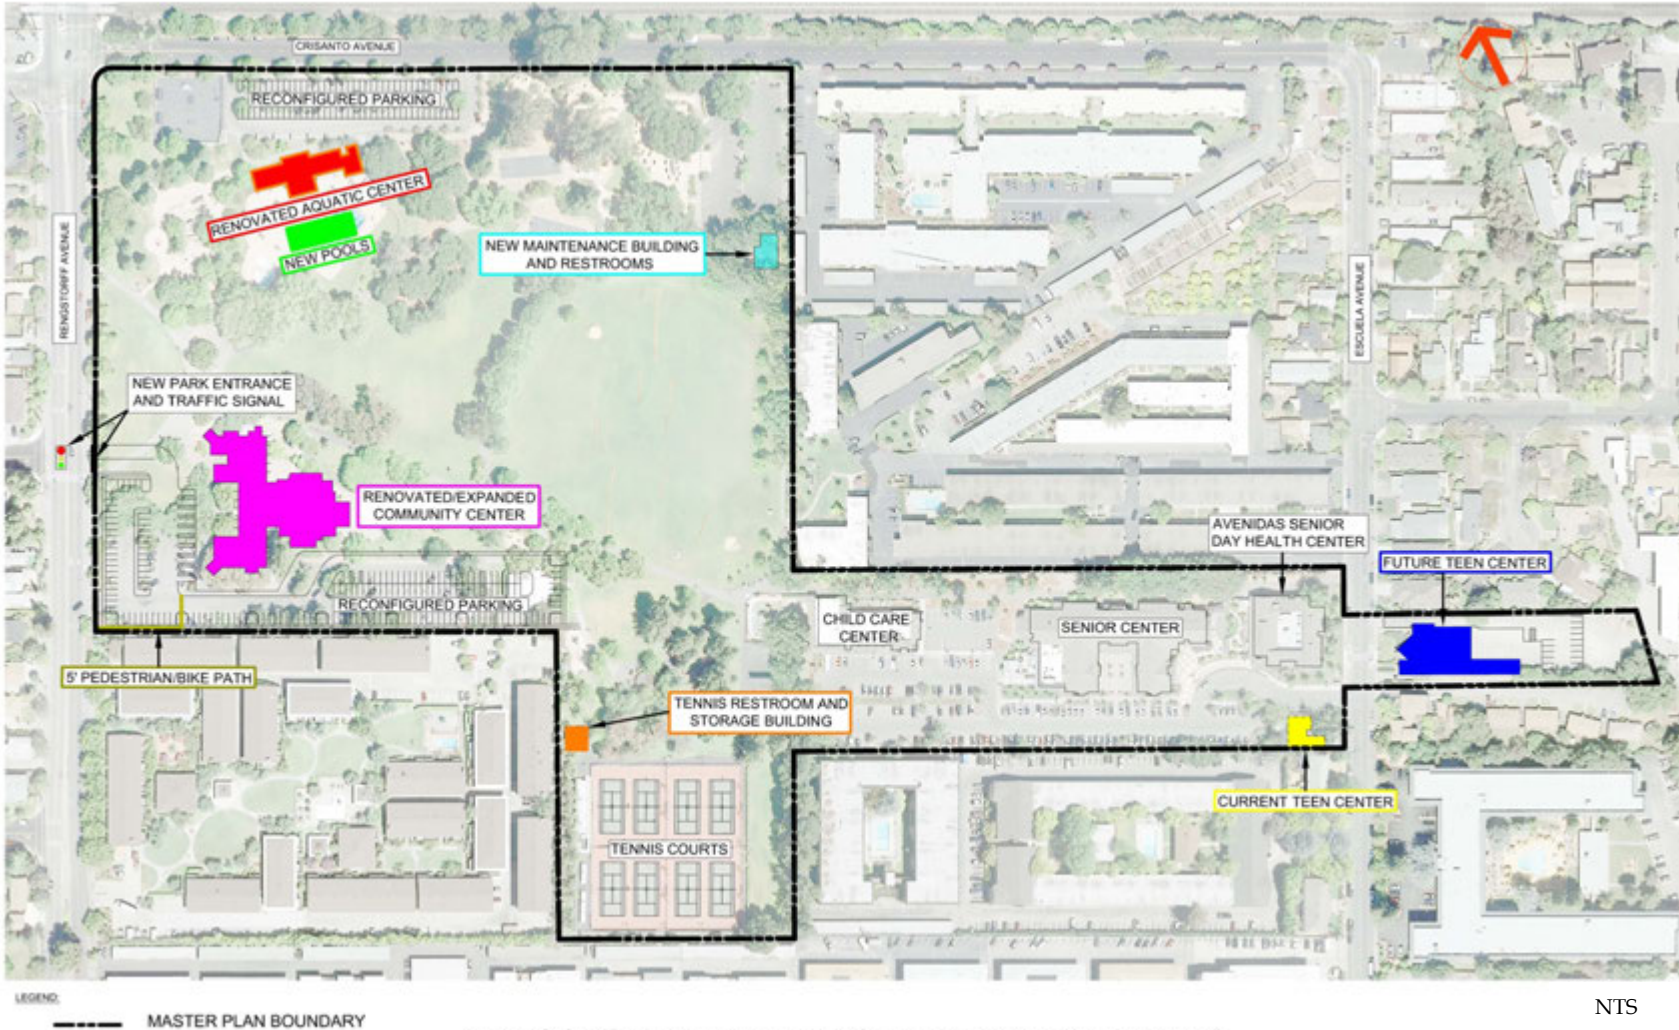 CRISANTO AVENUE
RECONFIGURED PARKING
RENOVATED AQUATIC CENTER
NEW POOLS
RENGSTORFF AVENUE
NEW MAINTENANCE BUILDING
AND RESTROOMS
ESCUELA AVENUE
NEW PARK ENTRANCE
AND TRAFFIC SIGNAL
RENOVATED/EXPANDED
COMMUNITY CENTER
AVENIDAS SENIOR
DAY HEALTH CENTER
FUTURE TEEN CENTER
RECONFIGURED PARKING
CHILD CARE
CENTER
SENIOR CENTER
5' PEDESTRIAN/BIKE PATH
TENNIS RESTROOM AND
STORAGE BUILDING
CURRENT TEEN CENTER
TENNIS COURTS
LEGEND:
MASTER PLAN BOUNDARY
NTS